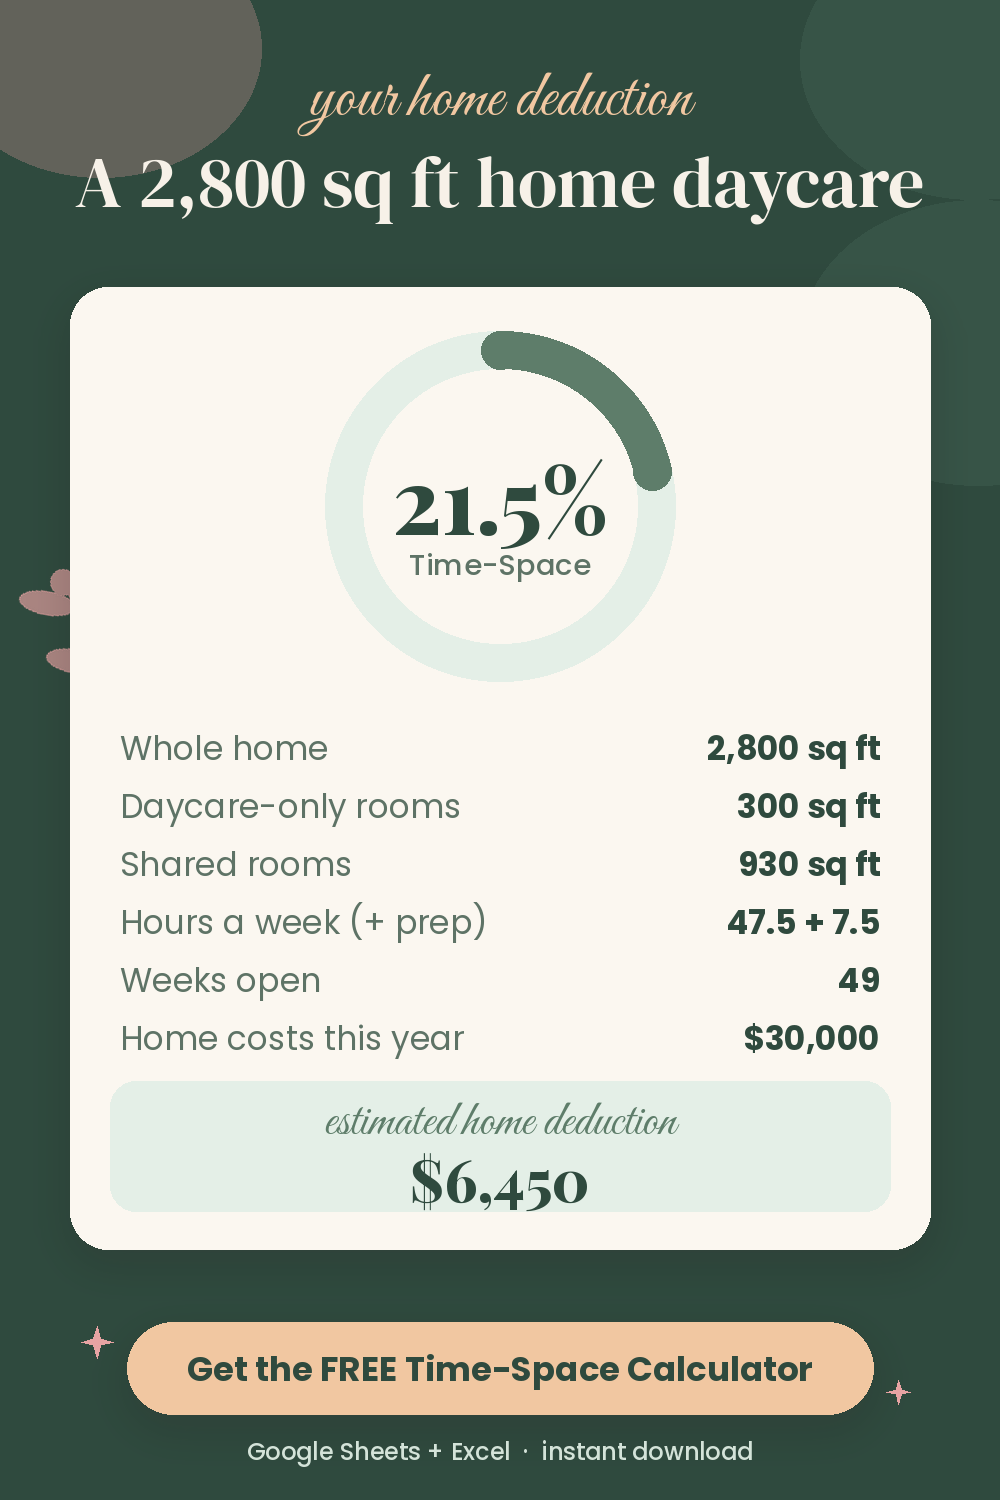 your home deduction
A 2,800 sq ft home daycare
21.5%
Time-Space
Whole home 2,800 sq ft
Daycare-only rooms 300 sq ft
Shared rooms 930 sq ft
Hours a week (+ prep) 47.5 + 7.5
Weeks open 49
Home costs this year $30,000
estimated home deduction
$6,450
Get the FREE Time-Space Calculator
Google Sheets + Excel · instant download